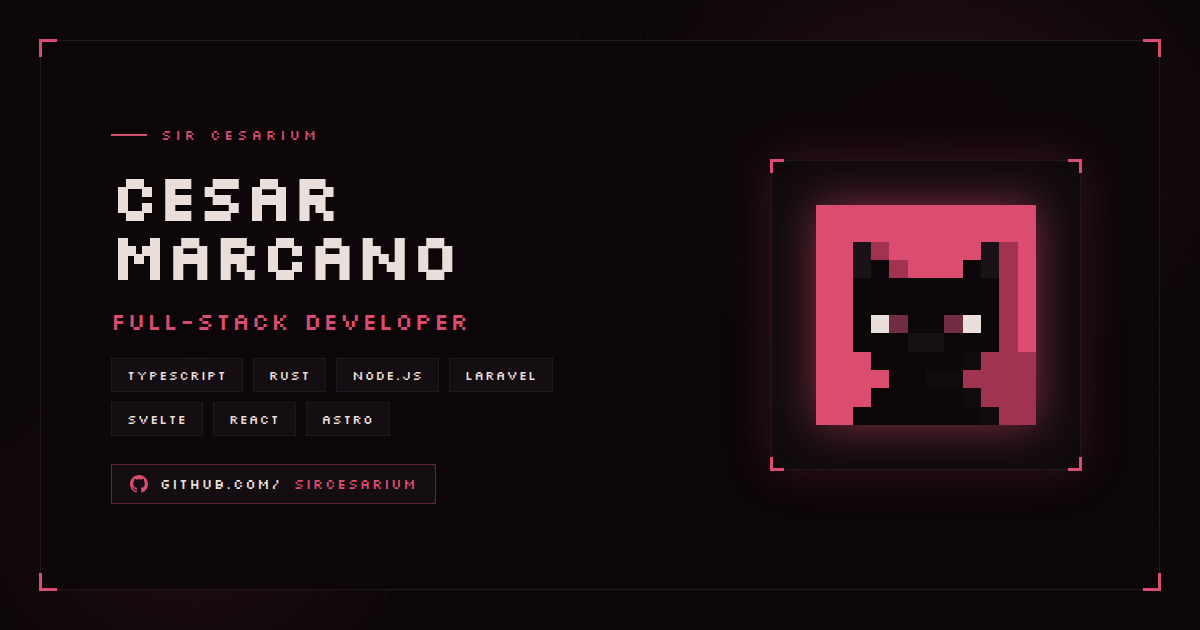 SIR CESARIUM
CESAR
MARCANO
FULL-STACK DEVELOPER
TYPESCRIPT RUST NODE.JS LARAVEL
SVELTE REACT ASTRO
GITHUB.COM/ SIRCESARIUM